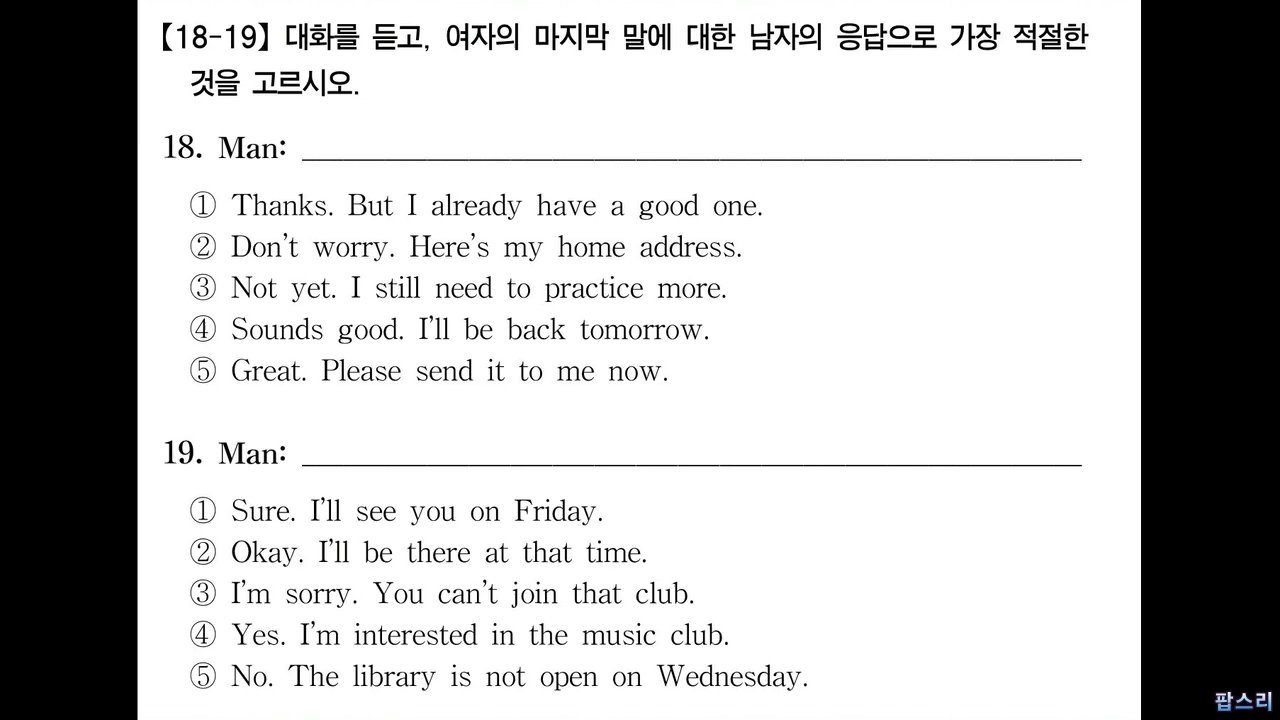 【18-19】 대화를 듣고, 여자의 마지막 말에 대한 남자의 응답으로 가장 적절한
것을 고르시오.
18. Man: ______________________________
① Thanks. But I already have a good one.
② Don't worry. Here's my home address.
③ Not yet. I still need to practice more.
④ Sounds good. I'll be back tomorrow.
⑤ Great. Please send it to me now.
19. Man: ______________________________
① Sure. I'll see you on Friday.
② Okay. I'll be there at that time.
③ I'm sorry. You can't join that club.
④ Yes. I'm interested in the music club.
⑤ No. The library is not open on Wednesday.
팝스리